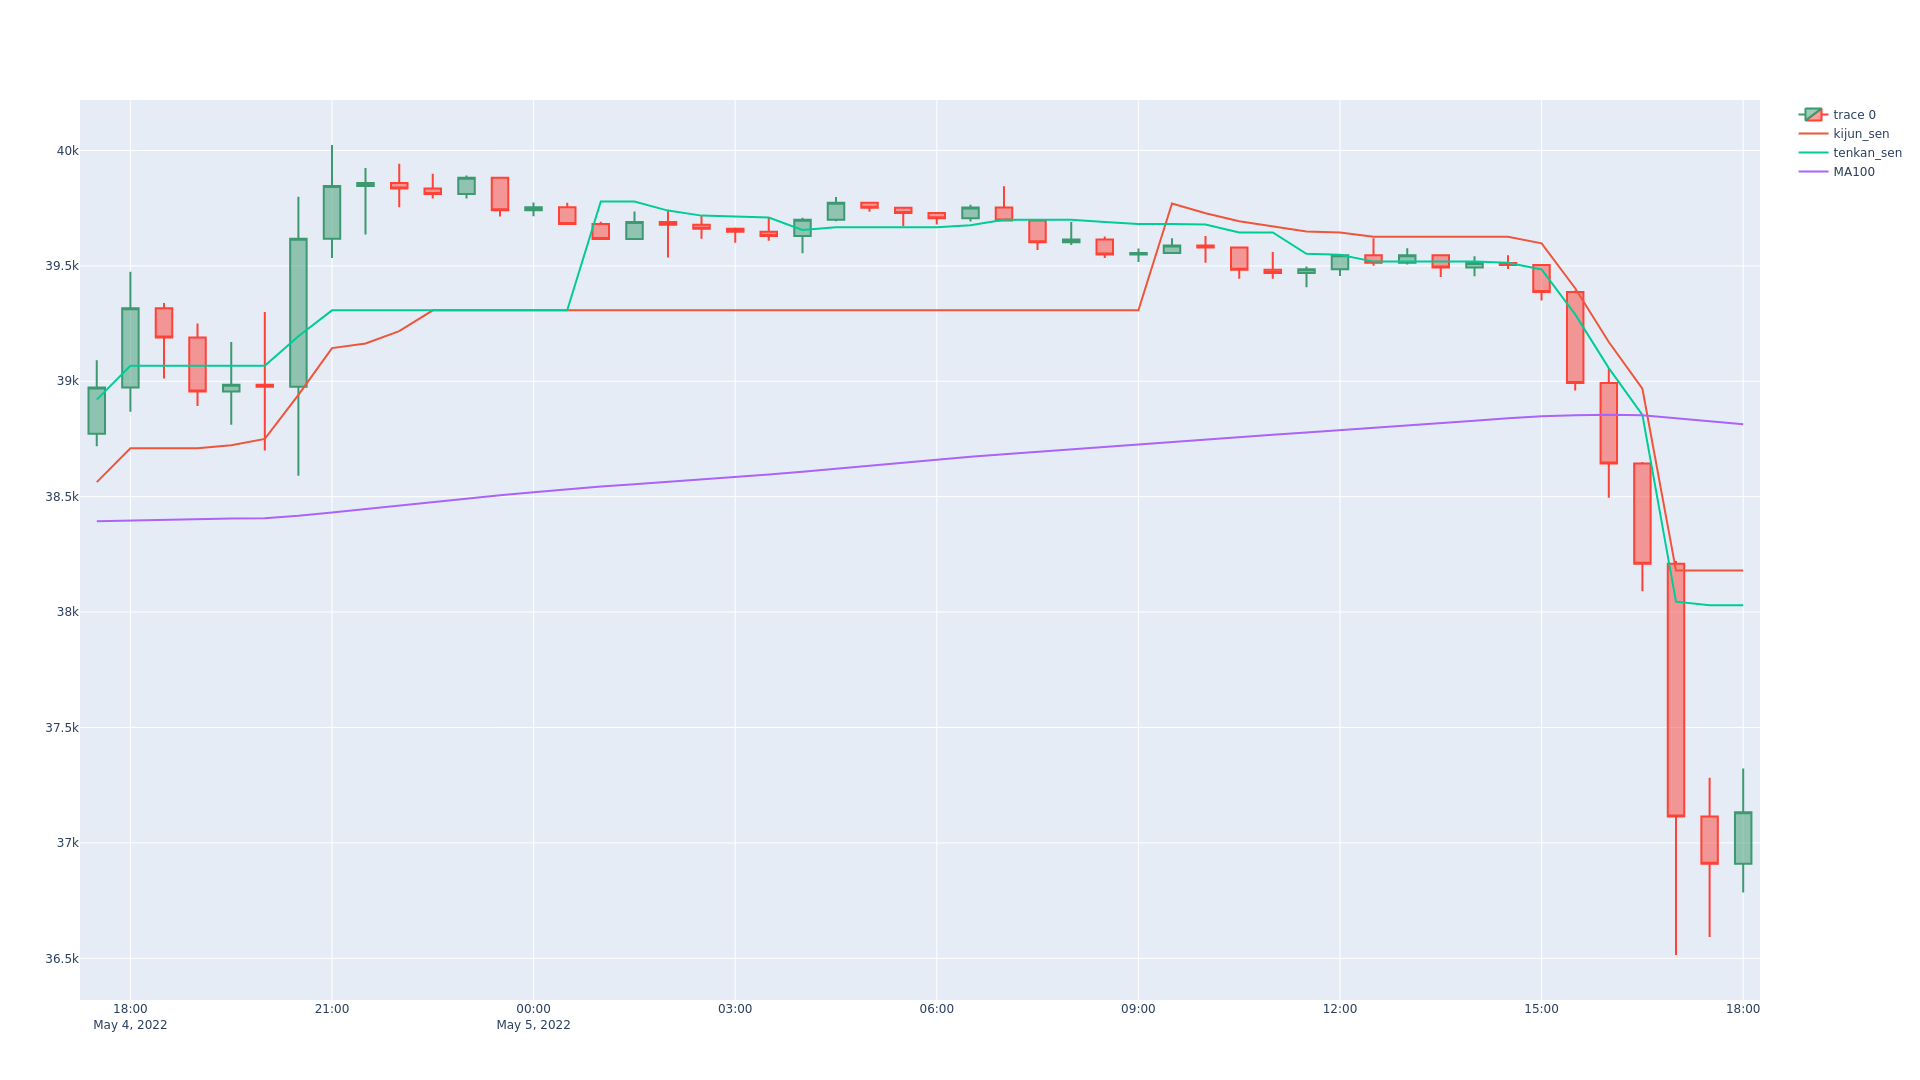 trace 0
kijun_sen
tenkan_sen
MA100
40k
39.5k
39k
38.5k
38k
37.5k
37k
36.5k
18:00 21:00 00:00 03:00 06:00 09:00 12:00 15:00 18:00
May 4, 2022 May 5, 2022